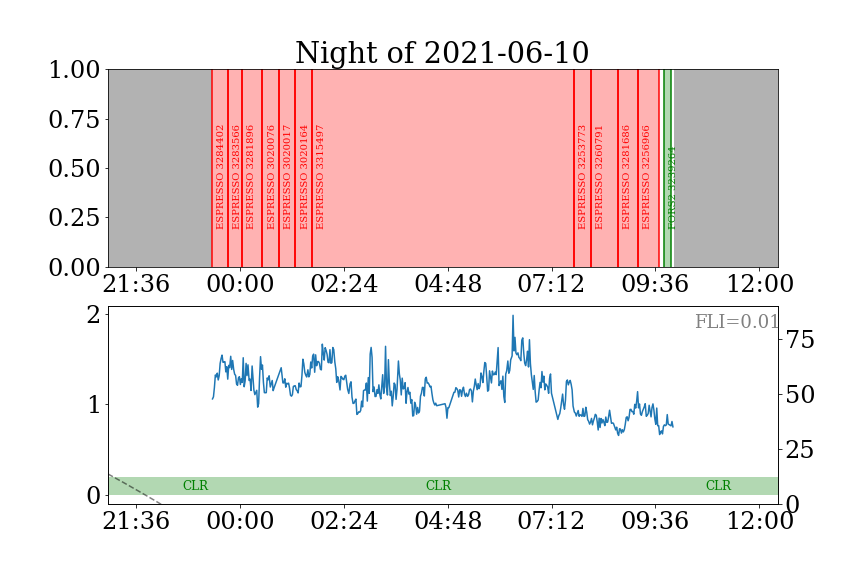 Night of 2021-06-10
1.00
0.75
0.50
0.25
0.00
ESPRESSO 3284402
ESPRESSO 3283566
ESPRESSO 3281896
ESPRESSO 3020076
ESPRESSO 3020017
ESPRESSO 3020164
ESPRESSO 3315497
ESPRESSO 3253773
ESPRESSO 3260791
ESPRESSO 3281686
ESPRESSO 3256966
FORS2 3239264
21:36 00:00 02:24 04:48 07:12 09:36 12:00
FLI=0.01
2
1
0
75
50
25
0
CLR CLR CLR
21:36 00:00 02:24 04:48 07:12 09:36 12:00